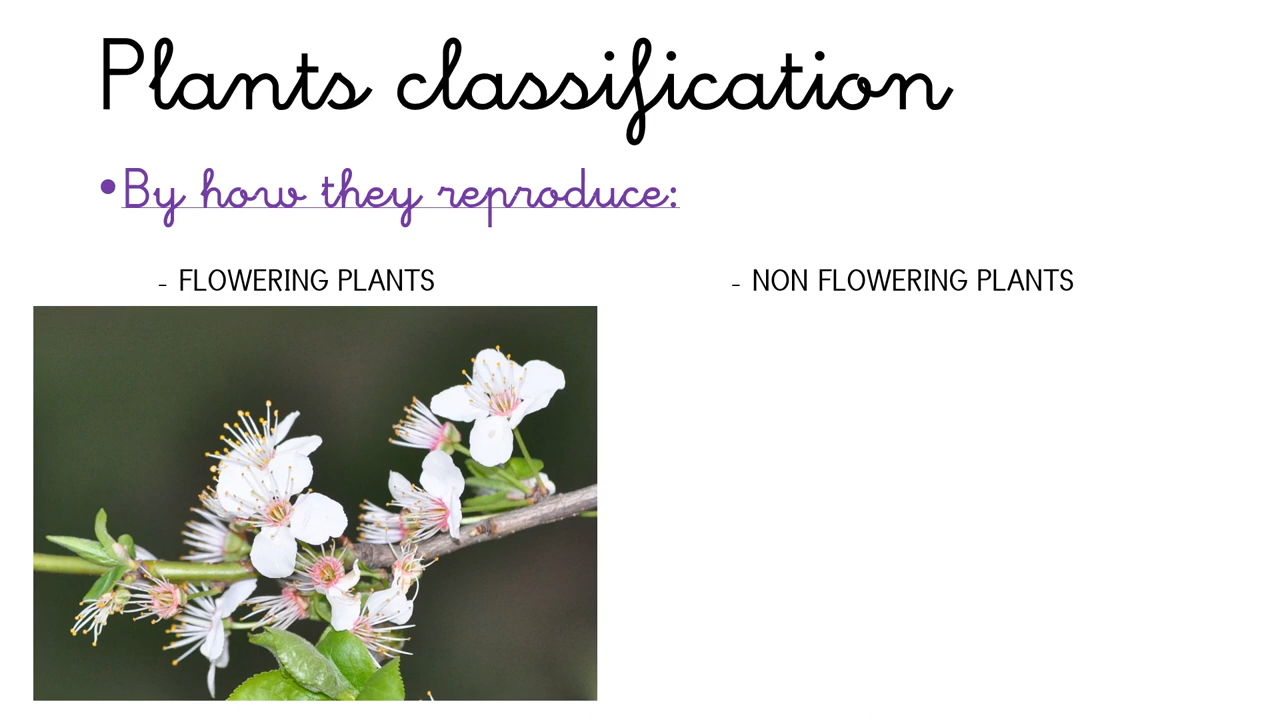 Plants classification
•By how they reproduce:
- FLOWERING PLANTS
- NON FLOWERING PLANTS